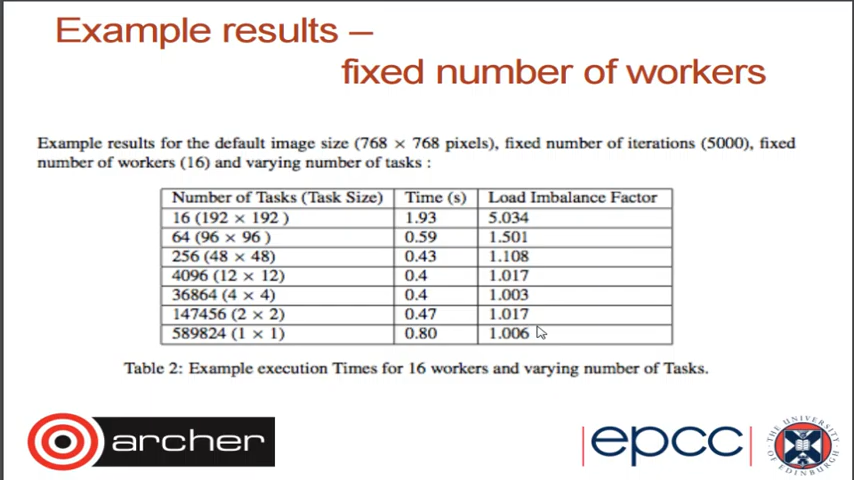 Example results –
fixed number of workers
Example results for the default image size (768 × 768 pixels), fixed number of iterations (5000), fixed
number of workers (16) and varying number of tasks :
Number of Tasks (Task Size) Time (s) Load Imbalance Factor
16 (192 × 192 ) 1.93 5.034
64 (96 × 96 ) 0.59 1.501
256 (48 × 48) 0.43 1.108
4096 (12 × 12) 0.4 1.017
36864 (4 × 4) 0.4 1.003
147456 (2 × 2) 0.47 1.017
589824 (1 × 1) 0.80 1.006
Table 2: Example execution Times for 16 workers and varying number of Tasks.
archer
epcc
THE UNIVERSITY
OF EDINBURGH